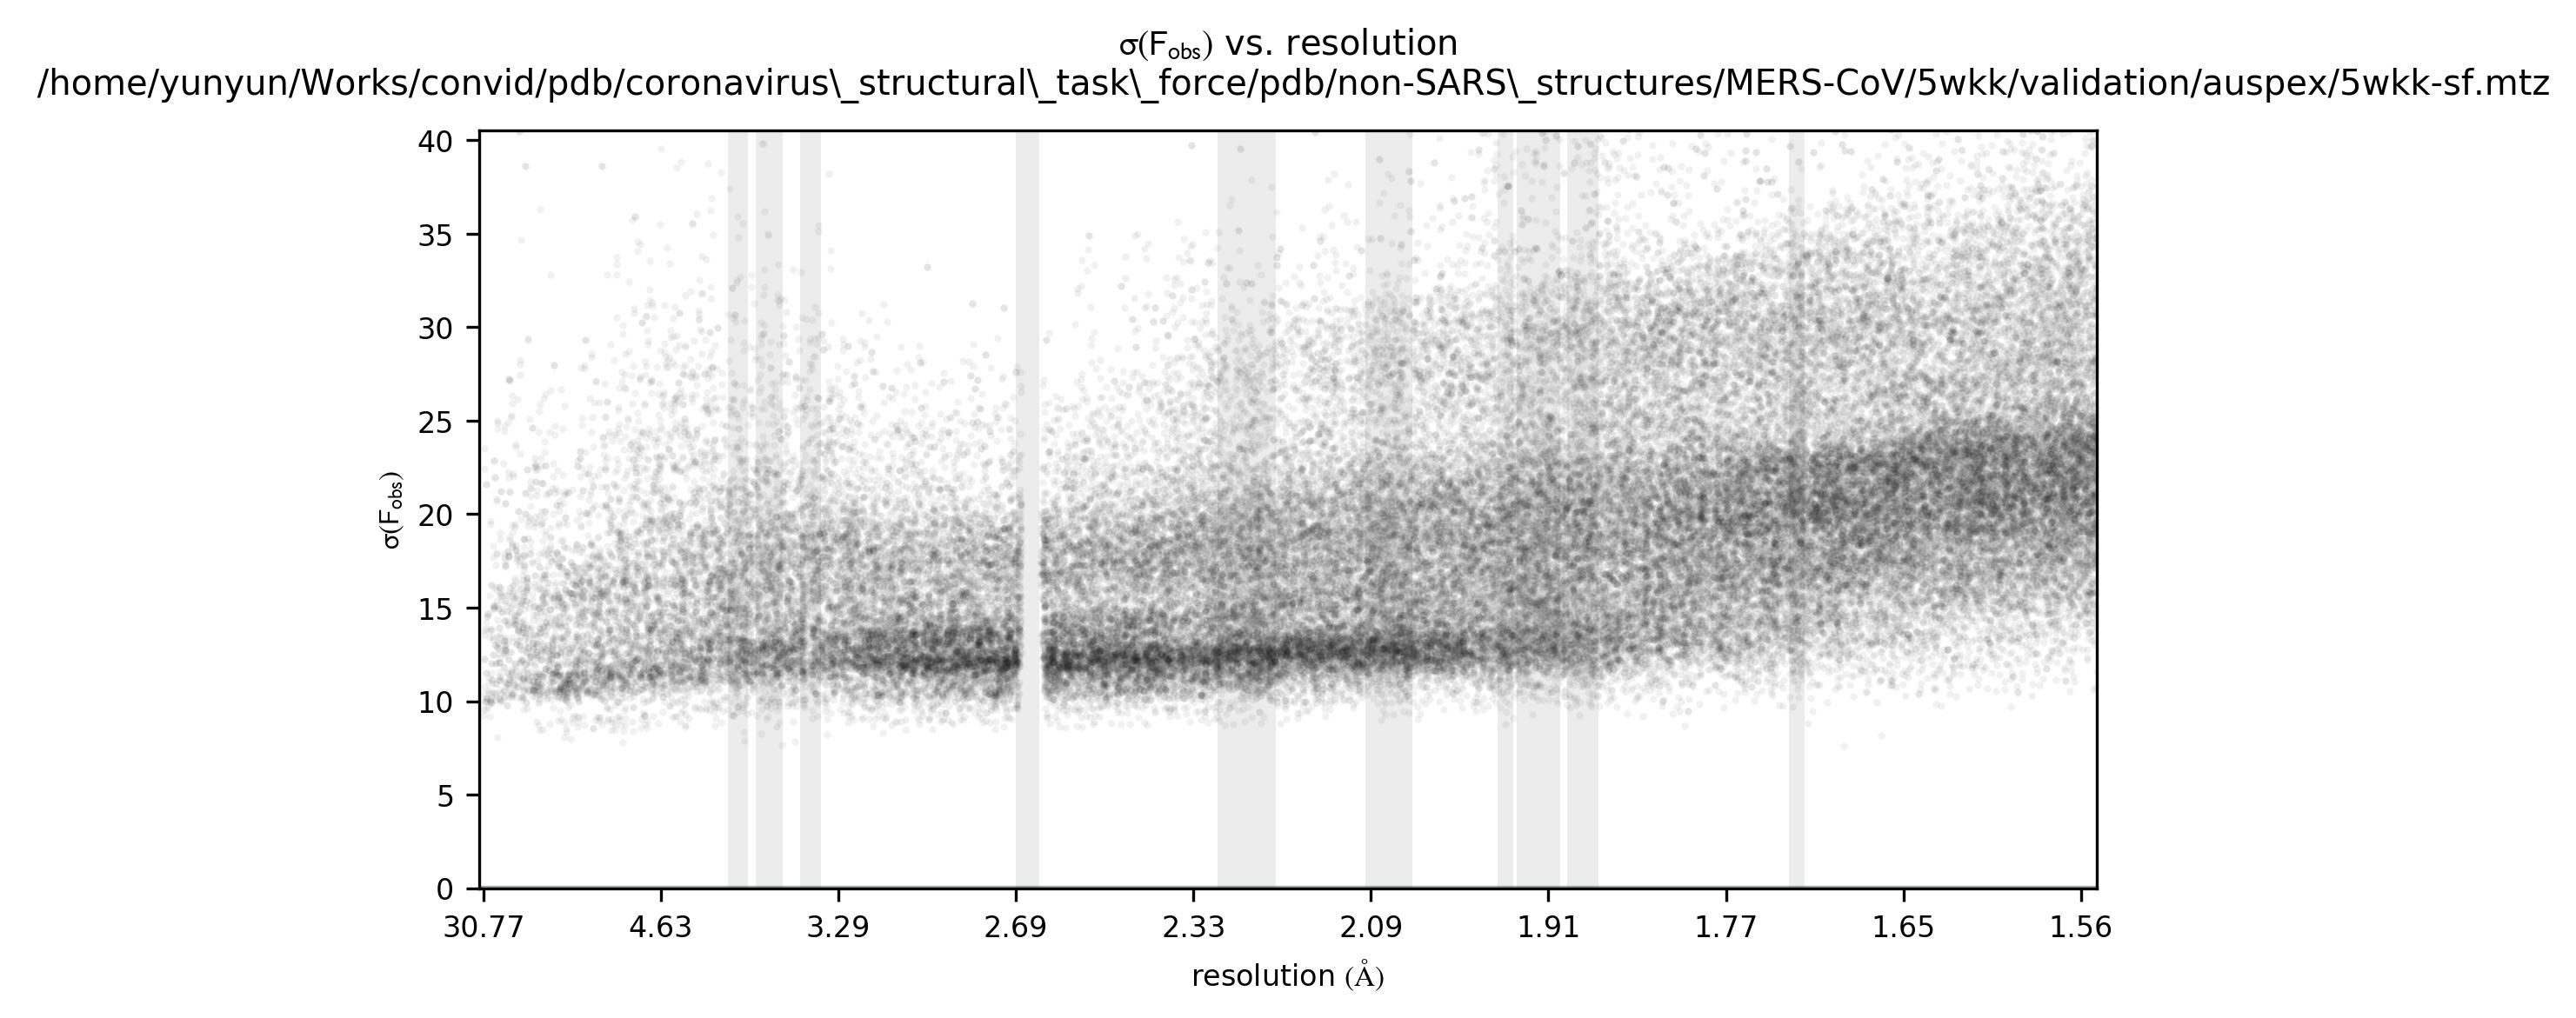 σ(Fobs) vs. resolution
/home/yunyun/Works/convid/pdb/coronavirus\_structural\_task\_force/pdb/non-SARS\_structures/MERS-CoV/5wkk/validation/auspex/5wkk-sf.mtz
40
35
30
25
20
15
10
5
0
σ(Fobs)
30.77 4.63 3.29 2.69 2.33 2.09 1.91 1.77 1.65 1.56
resolution (Å)